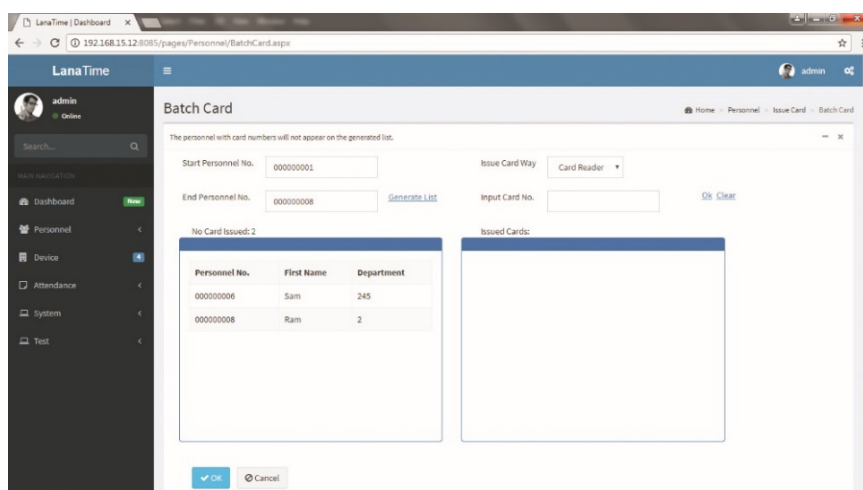 LanaTime | Dashboard
192.168.15.12:8085/pages/Personnel/BatchCard.aspx
LanaTime
admin
admin
Online
Search...
MAIN NAVIGATION
Dashboard New
Personnel
Device 4
Attendance
System
Test
Batch Card
Home > Personnel > Issue Card > Batch Card
The personnel with card numbers will not appear on the generated list.
Start Personnel No. 000000001 Issue Card Way Card Reader
End Personnel No. 000000008 Generate List Input Card No. Ok Clear
No Card Issued: 2 Issued Cards:
Personnel No. First Name Department
000000006 Sam 245
000000008 Ram 2
OK Cancel